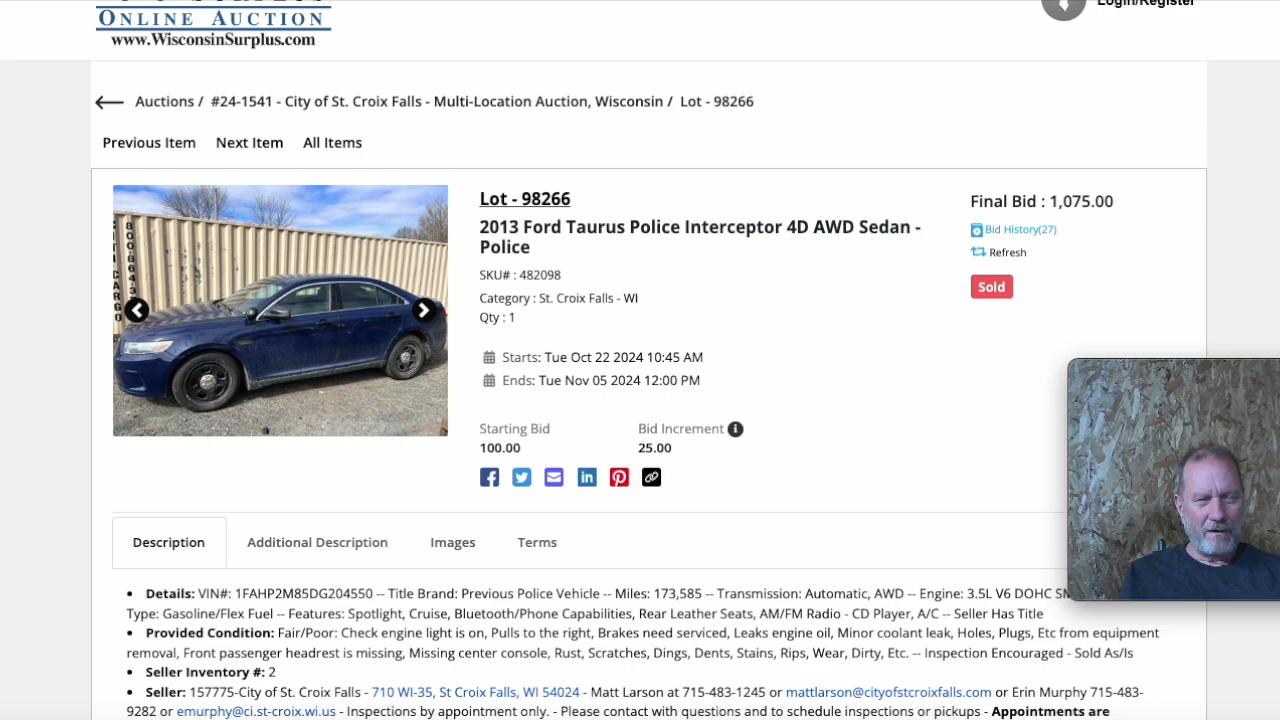 ONLINE AUCTION
www.WisconsinSurplus.com
Login/Register
Auctions / #24-1541 - City of St. Croix Falls - Multi-Location Auction, Wisconsin / Lot - 98266
Previous Item Next Item All Items
Lot - 98266
Final Bid : 1,075.00
2013 Ford Taurus Police Interceptor 4D AWD Sedan -
Police
Bid History(27)
Refresh
SKU# : 482098
Sold
Category : St. Croix Falls - WI
Qty : 1
Starts: Tue Oct 22 2024 10:45 AM
Ends: Tue Nov 05 2024 12:00 PM
Starting Bid Bid Increment
100.00 25.00
Description Additional Description Images Terms
• Details: VIN#: 1FAHP2M85DG204550 -- Title Brand: Previous Police Vehicle -- Miles: 173,585 -- Transmission: Automatic, AWD -- Engine: 3.5L V6 DOHC
Type: Gasoline/Flex Fuel -- Features: Spotlight, Cruise, Bluetooth/Phone Capabilities, Rear Leather Seats, AM/FM Radio - CD Player, A/C -- Seller Has Title
• Provided Condition: Fair/Poor: Check engine light is on, Pulls to the right, Brakes need serviced, Leaks engine oil, Minor coolant leak, Holes, Plugs, Etc from equipment
removal, Front passenger headrest is missing, Missing center console, Rust, Scratches, Dings, Dents, Stains, Rips, Wear, Dirty, Etc. -- Inspection Encouraged - Sold As/Is
• Seller Inventory #: 2
• Seller: 157775-City of St. Croix Falls - 710 WI-35, St Croix Falls, WI 54024 - Matt Larson at 715-483-1245 or mattlarson@cityofstcroixfalls.com or Erin Murphy 715-483-
9282 or emurphy@ci.st-croix.wi.us - Inspections by appointment only. - Please contact with questions and to schedule inspections or pickups - Appointments are